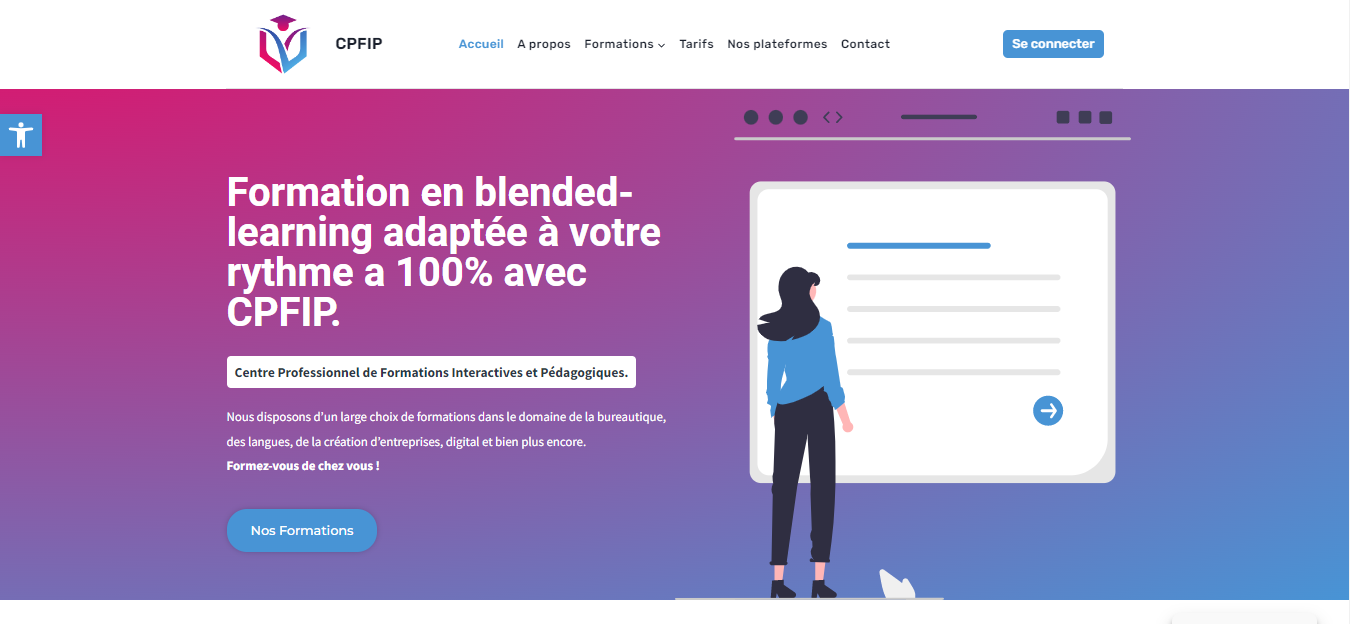 CPFIP
Accueil A propos Formations Tarifs Nos plateformes Contact
Se connecter
Formation en blended-
learning adaptée à votre
rythme a 100% avec
CPFIP.
Centre Professionnel de Formations Interactives et Pédagogiques.
Nous disposons d'un large choix de formations dans le domaine de la bureautique,
des langues, de la création d'entreprises, digital et bien plus encore.
Formez-vous de chez vous !
Nos Formations